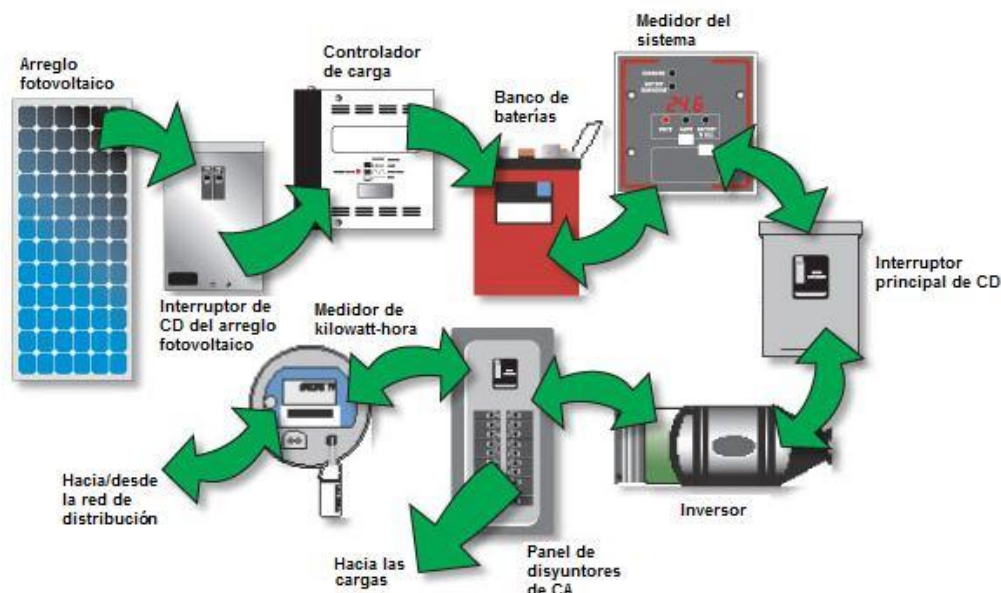 Arreglo
fotovoltaico
Controlador
de carga
Banco de
baterías
Medidor del
sistema
24.6
Interruptor de
CD del arreglo
fotovoltaico
Medidor de
kilowatt-hora
Interruptor
principal de CD
Hacia/desde
la red de
distribución
Hacia las
cargas
Panel de
disyuntores
de CA
Inversor